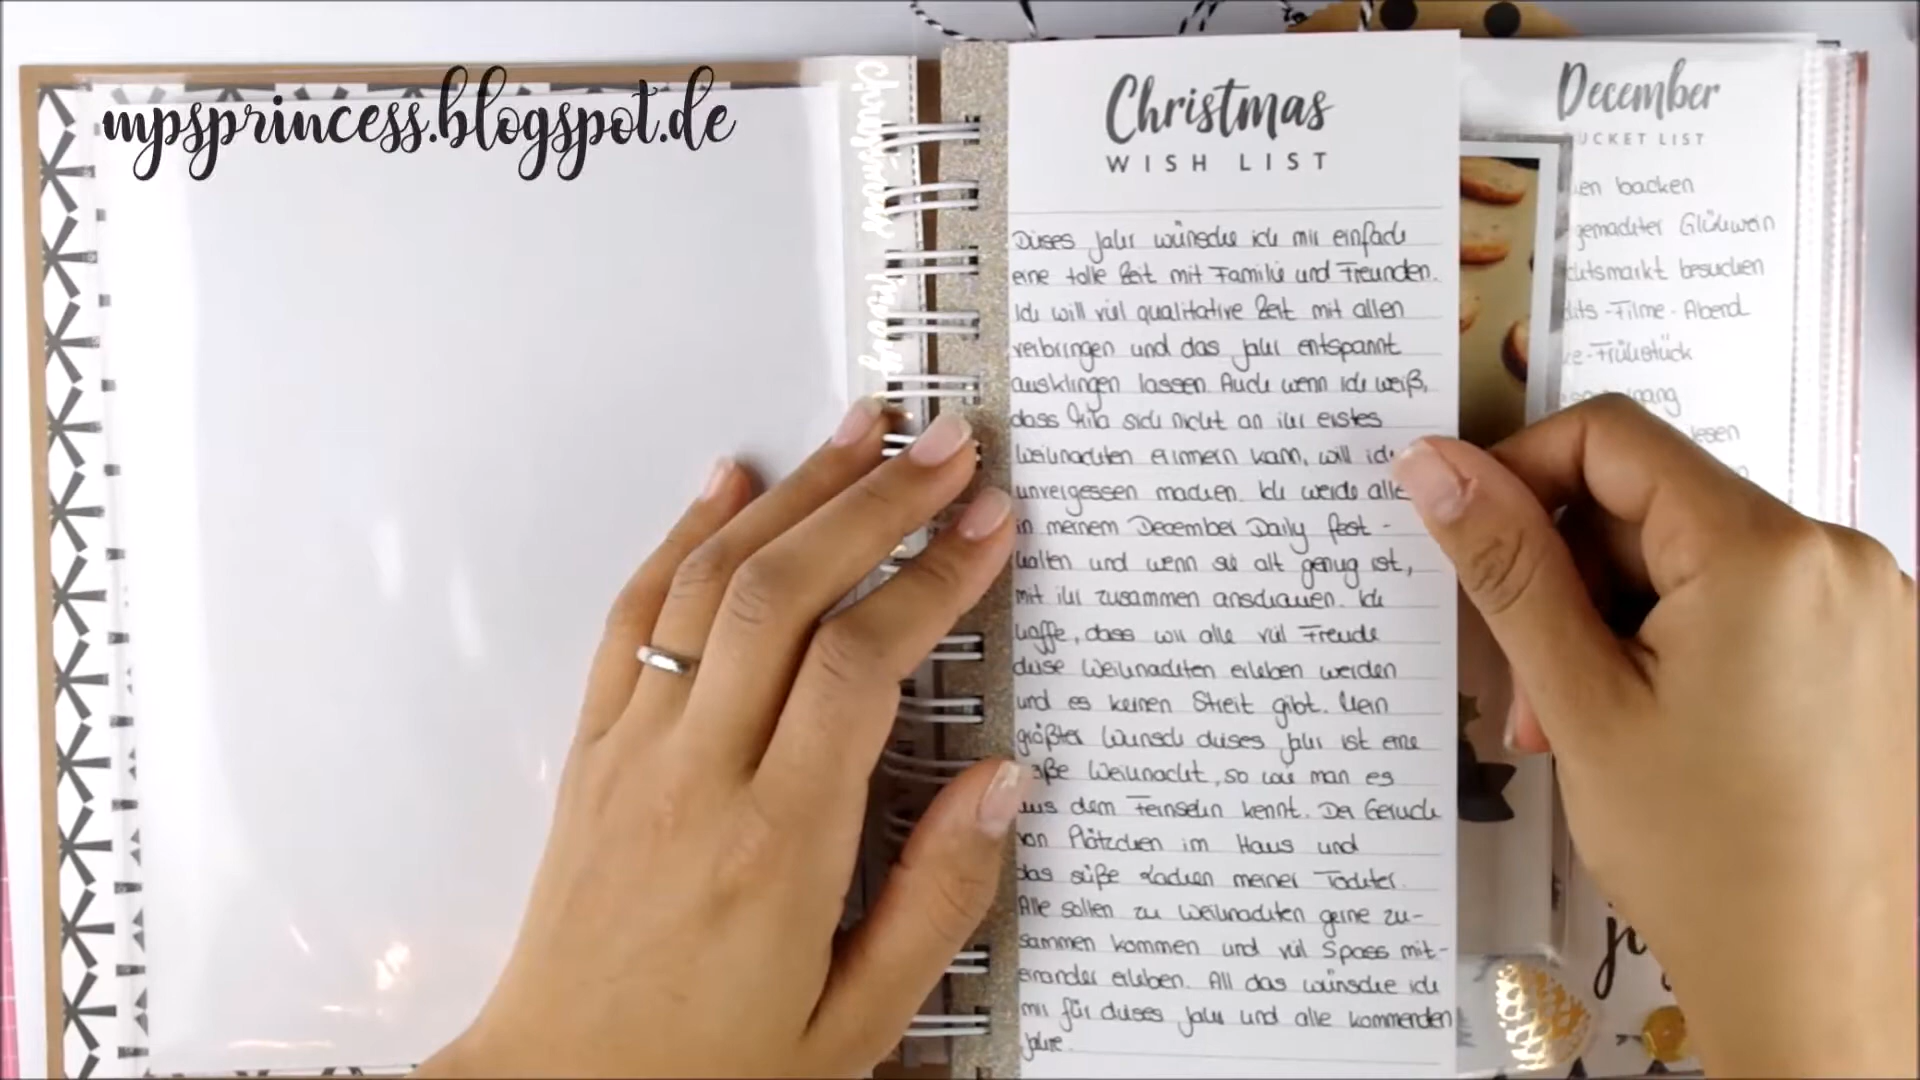 mpsprincess.blogspot.de
Christmas
WISH LIST
Dieses Jahr wünsche ich mir einfach
eine tolle Zeit mit Familie und Freunden.
Ich will viel qualitative Zeit mit allen
verbringen und das Jahr entspannt
ausklingen lassen. Auch wenn ich weiß,
dass sich nicht an ihr erstes
Weihnachten erinnern kann, will ich
unvergessen machen. Ich werde alle
in meinem December Daily fest-
halten und wenn sie alt genug ist,
mit ihr zusammen anschauen. Ich
hoffe, dass wir alle viel Freude
diese Weihnachten erleben werden
und es keinen Streit gibt. Mein
größter Wunsch dieses Jahr ist eine
Weihnacht, so wie man es
aus dem Fernsehn kennt. Der Geruch
von Plätzchen im Haus und
das süße Lachen meiner Tochter.
Alle sollen zu Weihnachten gerne zu-
sammen kommen und viel Spass mit-
einander erleben. All das wünsche ich
mir für dieses Jahr und alle kommenden
Jahre.
December
UCKET LIST
en backen
gemachter Glühwein
chtsmarkt besuchen
-Filme-Abend
-Frühstück
gang
lesen